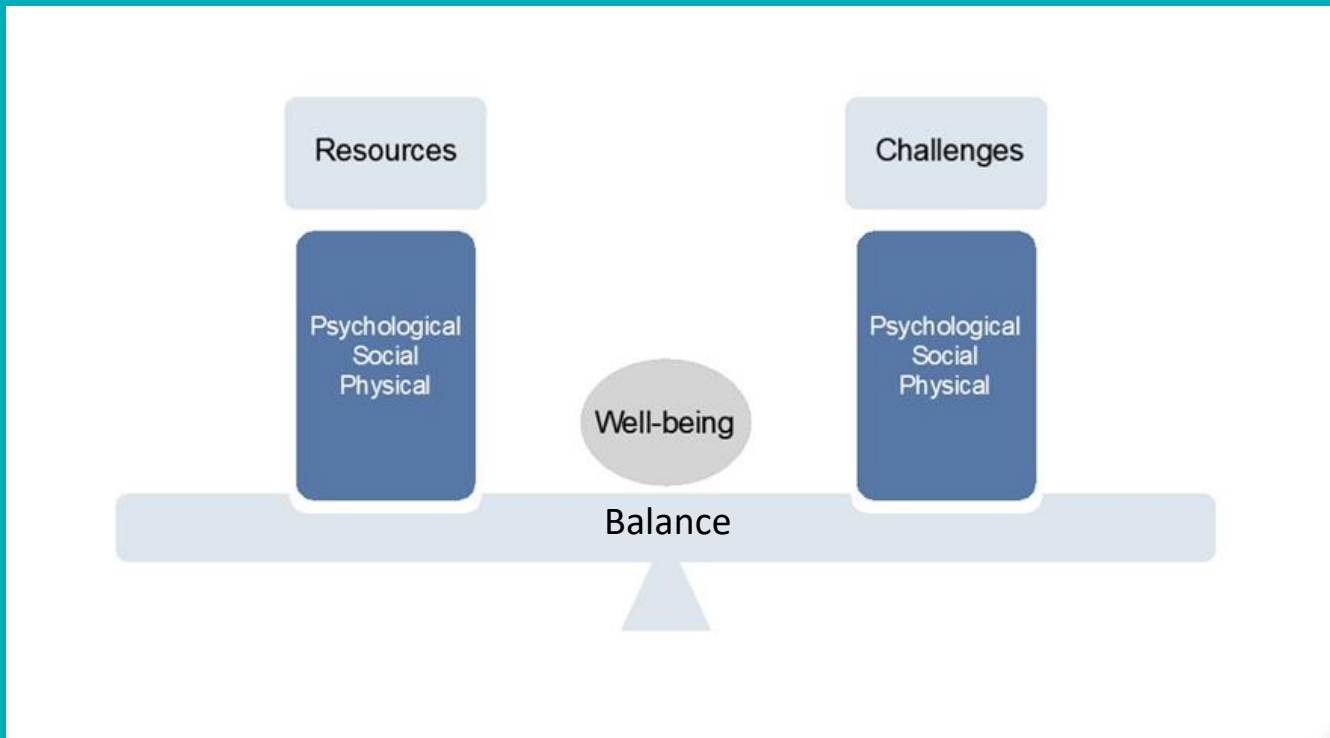 Resources
Challenges
Psychological
Social
Physical
Psychological
Social
Physical
Well-being
Balance